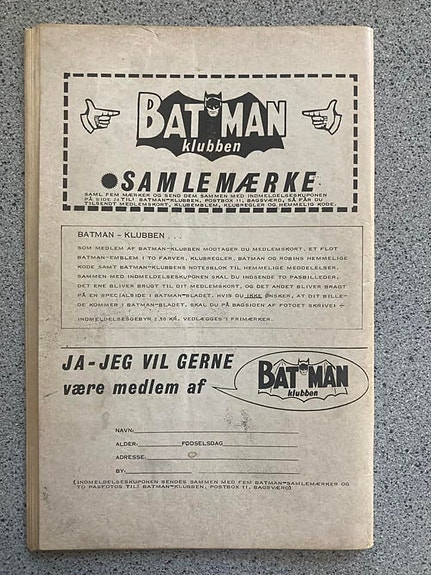 BATMAN
klubben
SAMLEMÆRKE
SAML FEM MÆRKER OG SEND DEM SAMMEN MED INDMELDELSESKUPONEN
PÅ SIDE TIL: BATMAN-KLUBBEN, POSTBOX 11, BAGSVÆRD, SÅ FÅR DU
TILSENDT MEDLEMSKORT, KLUBEMBLEM, KLUBREGLER OG HEMMELIG KODE.
BATMAN - KLUBBEN
SOM MEDLEM AF BATMAN-KLUBBEN MODTAGER DU MEDLEMSKORT, ET FLOT
BATMAN-EMBLEM I TO FARVER, KLUBREGLER, BATMAN OG ROBINS HEMMELIGE
KODE SAMT BATMAN-KLUBBENS NOTESBLOK TIL HEMMELIGE MEDDELELSER.
SAMMEN MED INDMELDELSESKUPONEN SKAL DU INDSENDE TO PASBILLEDER,
DET ENE BLIVER BRUGT TIL DIT MEDLEMSKORT, OG DET ANDET BLIVER BRAGT
PÅ EN SPECIALSIDE I BATMAN-BLADET. HVIS DU IKKE ØNSKER, AT DIT BILLE-
DE KOMMER I BATMAN-BLADET, SKAL DU PÅ BAGSIDEN AF FOTOET SKRIVE: +
INDMELDELSESGEBYR 2,50 KR. VEDLÆGGES I FRIMÆRKER.
JA-JEG VIL GERNE
være medlem af
BATMAN
klubben
NAVN:
ALDER: FØDSELSDAG
ADRESSE:
BY:
(INDMELDELSESKUPONEN SENDES SAMMEN MED FEM BATMAN-SAMLEMÆRKER OG
TO PASFOTOS TIL BATMAN-KLUBBEN, POSTBOX 11, BAGSVÆRD)